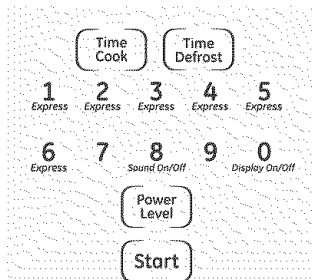 Time Time
Cook Defrost
1 2 3 4 5
Express Express Express Express Express
6 7 8 9 0
Express Sound On/Off Display On/Off
Power
Level
Start